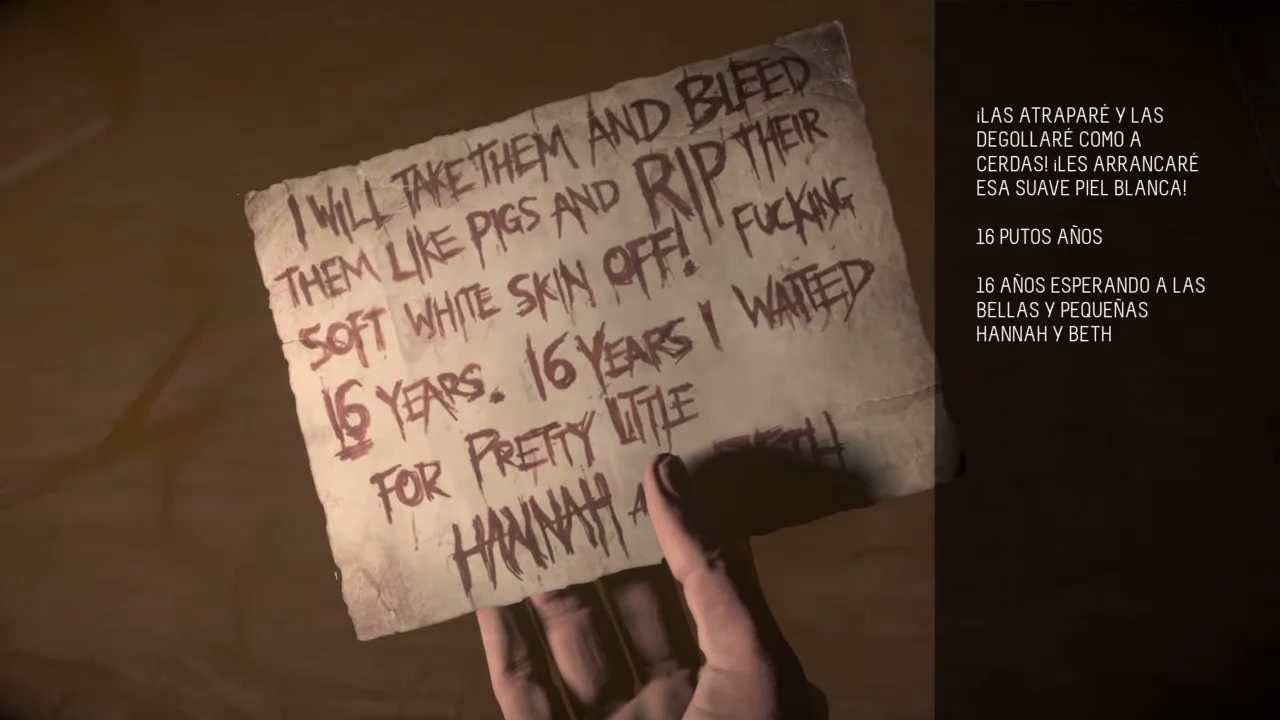 I WILL TAKE THEM AND BLEED
THEM LIKE PIGS AND RIP THEIR
SOFT WHITE SKIN OFF! FUCKING
16 YEARS. 16 YEARS I WAITED
FOR PRETTY LITTLE
HANNAH A BETH
¡LAS ATRAPARÉ Y LAS
DEGOLLARÉ COMO A
CERDAS! ¡LES ARRANCARÉ
ESA SUAVE PIEL BLANCA!
16 PUTOS AÑOS
16 AÑOS ESPERANDO A LAS
BELLAS Y PEQUEÑAS
HANNAH Y BETH